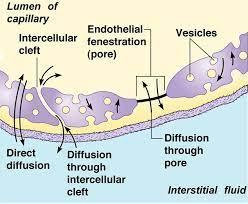 Lumen of
capillary
Intercellular
cleft
Endothelial
fenestration
(pore)
Vesicles
Direct
diffusion
Diffusion
through
intercellular
cleft
Diffusion
through
pore
Interstitial fluid